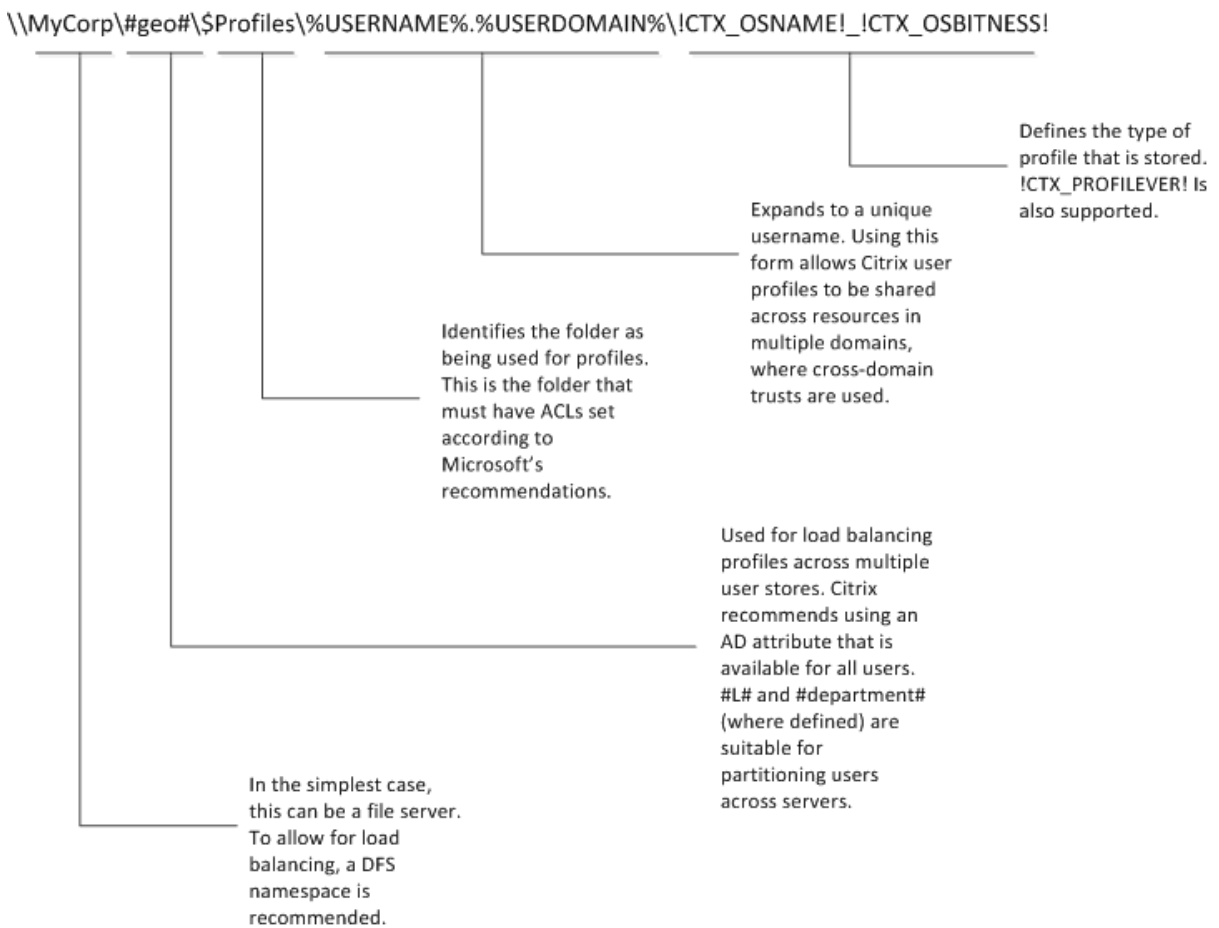 \\MyCorp\#geo#\$Profiles\%USERNAME%.%USERDOMAIN%\!CTX_OSNAME!_!CTX_OSBITNESS!
Defines the type of
profile that is stored.
!CTX_PROFILEVER! Is
also supported.
Expands to a unique
username. Using this
form allows Citrix user
profiles to be shared
across resources in
multiple domains,
where cross-domain
trusts are used.
Identifies the folder as
being used for profiles.
This is the folder that
must have ACLs set
according to
Microsoft's
recommendations.
Used for load balancing
profiles across multiple
user stores. Citrix
recommends using an
AD attribute that is
available for all users.
#L# and #department#
(where defined) are
suitable for
partitioning users
across servers.
In the simplest case,
this can be a file server.
To allow for load
balancing, a DFS
namespace is
recommended.